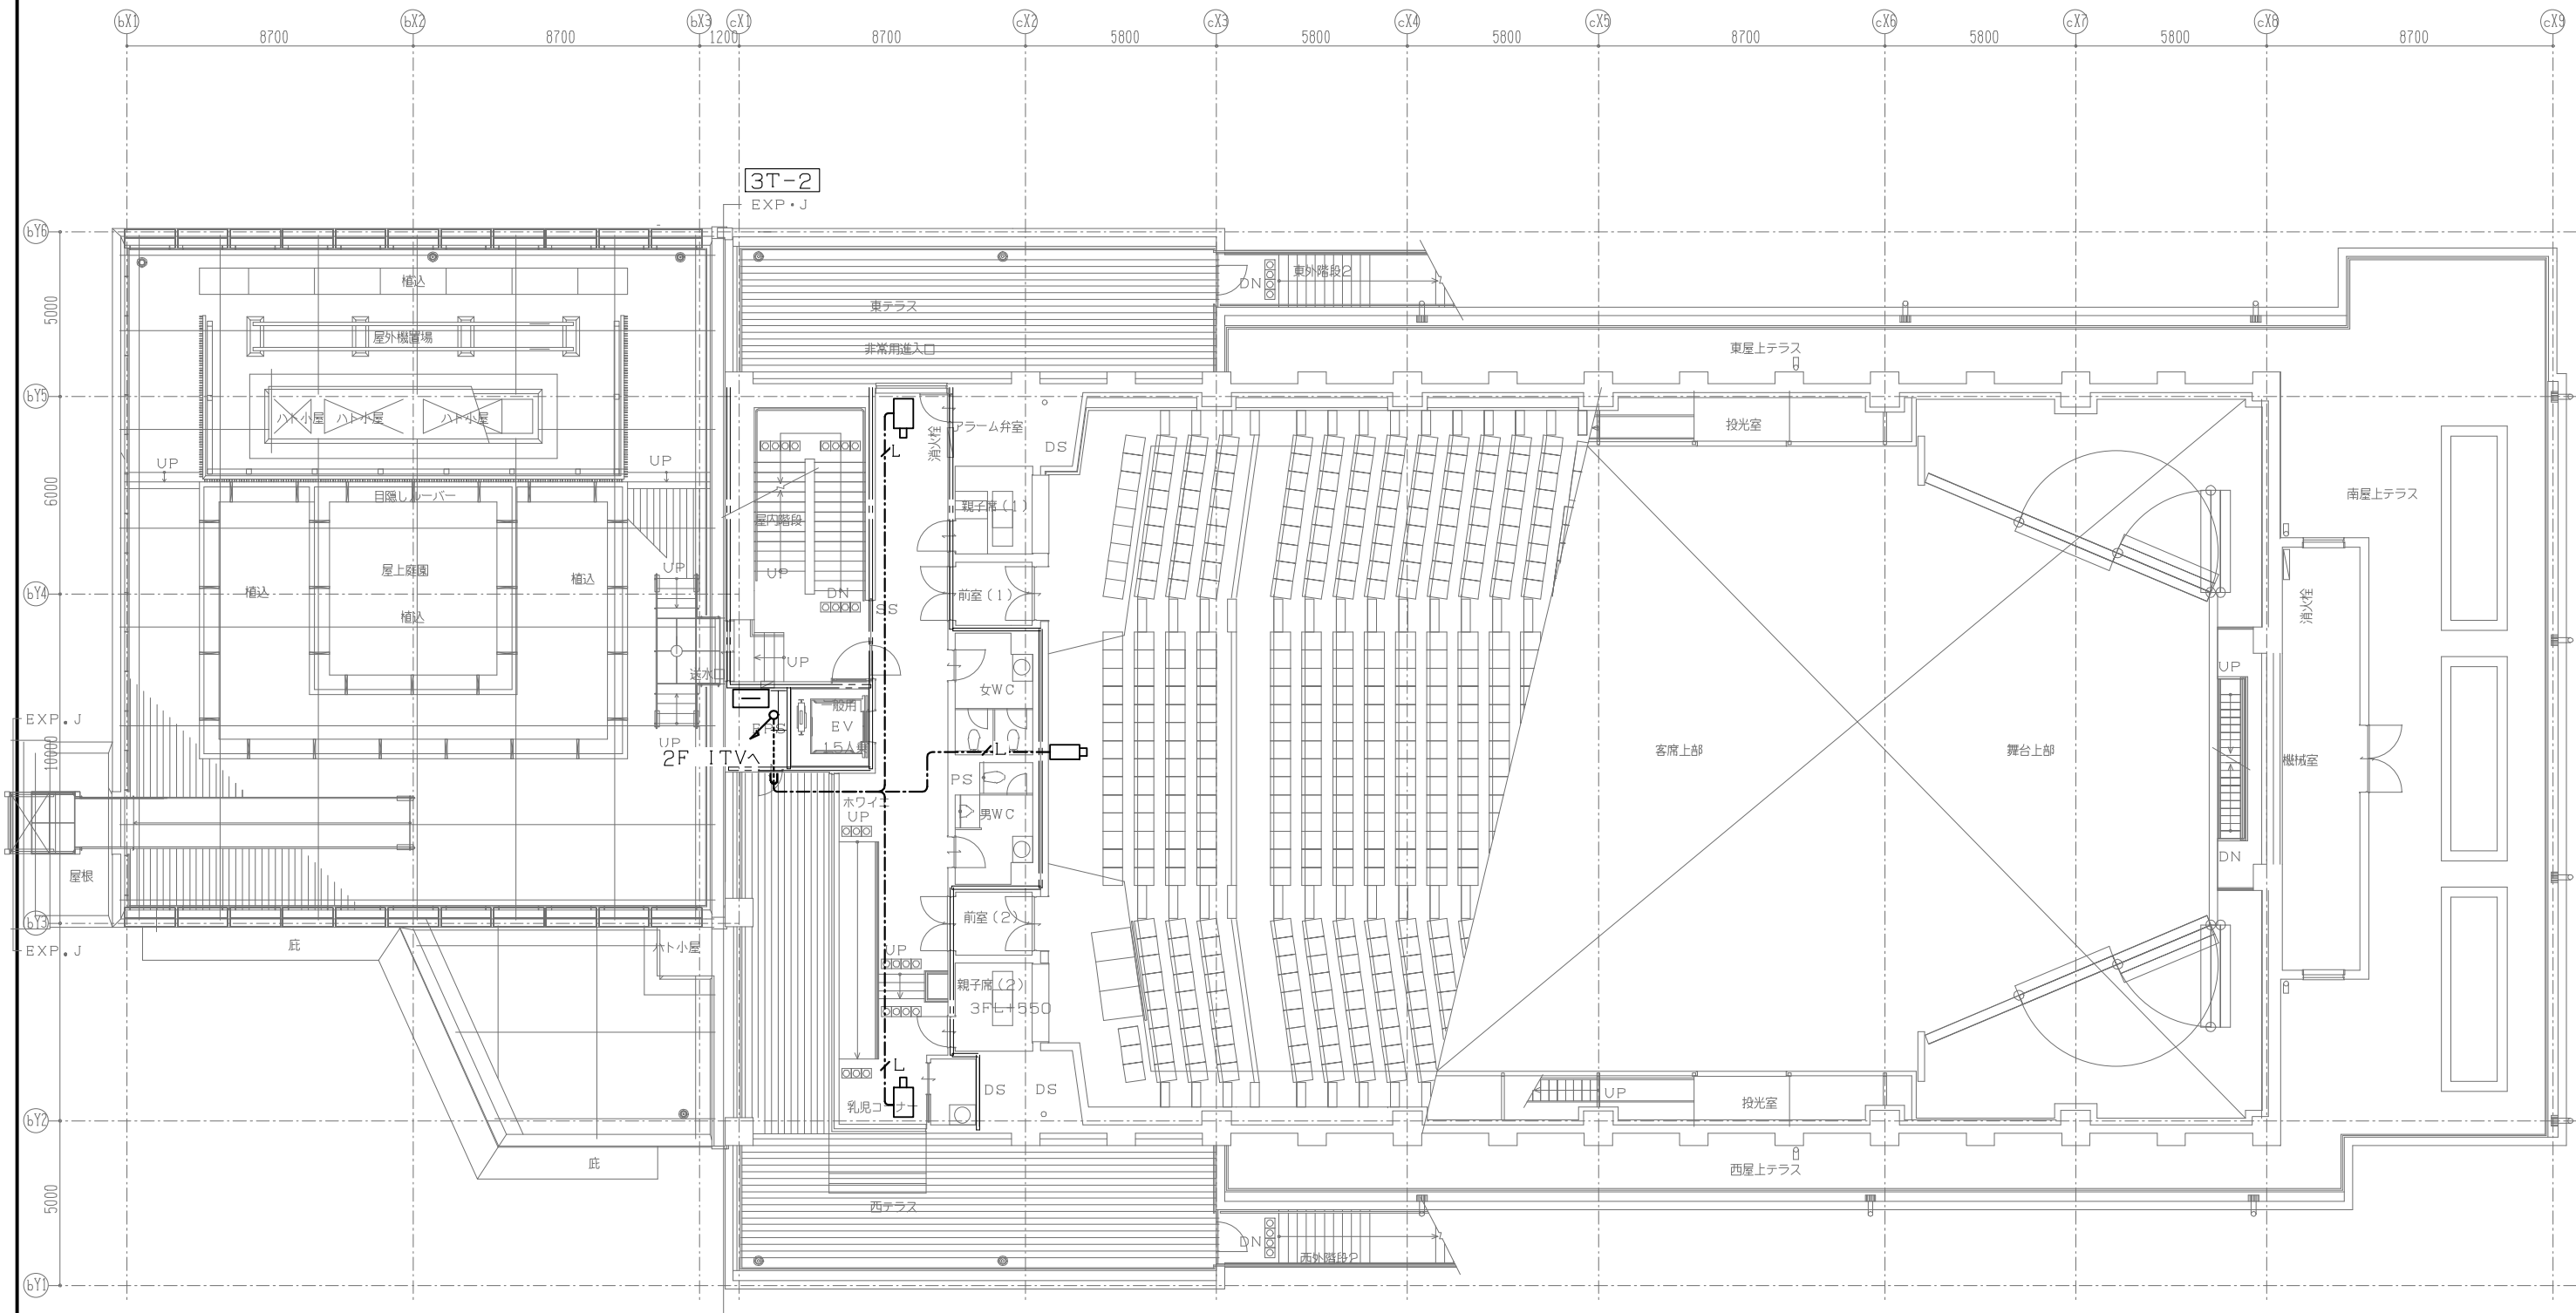 bX1 bX2 bX3 cX1 cX2 cX3 cX4 cX5 cX6 cX7 cX8 cX9
8700 8700 1200 8700 5800 5800 5800 8700 5800 5800 8700
3T-2
EXP・J
bY6
東外階段2
DN
植込
東テラス
5000
屋外機置場
非常用進入口
東屋上テラス
bY5
ハト小屋 ハト小屋 ハト小屋
投光室
アラーム弁室
消火栓
DS
L
UP UP
6000
目隠しルーバー
南屋上テラス
親子席(1)
屋内階段
屋上庭園
UP
UP
植込
植込
bY4
DN
前室(1)
消火栓
SS
植込
UP
UP
送水口
女WC
一般用
EXP.J
EPS
EV
UP
15人乗
L
2F ITVへ
客席上部
舞台上部
機械室
10000
PS
UP
男WC
DN
屋根
前室(2)
bY3
庇
ハト小屋
EXP.J
UP
親子席(2)
3FL+550
L
DS DS
UP
乳児コーナー
投光室
bY2
庇
西屋上テラス
5000
西テラス
DN
西外階段2
bY1